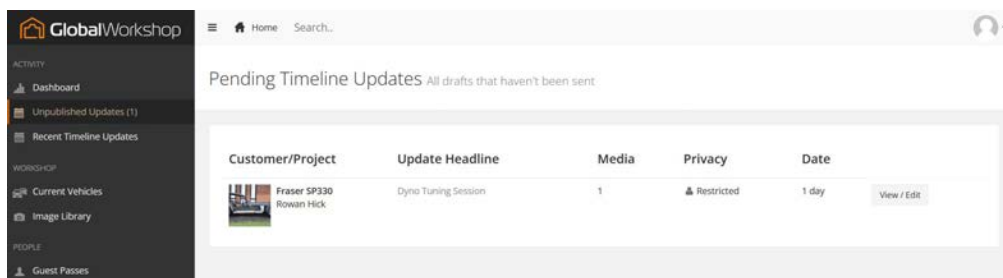 GlobalWorkshop
Home Search..
ACTIVITY
Dashboard
Unpublished Updates (1)
Recent Timeline Updates
WORKSHOP
Current Vehicles
Image Library
PEOPLE
Guest Passes
Pending Timeline Updates All drafts that haven't been sent
Customer/Project Update Headline Media Privacy Date
Fraser SP330 Dyno Tuning Session 1 Restricted 1 day View / Edit
Rowan Hick